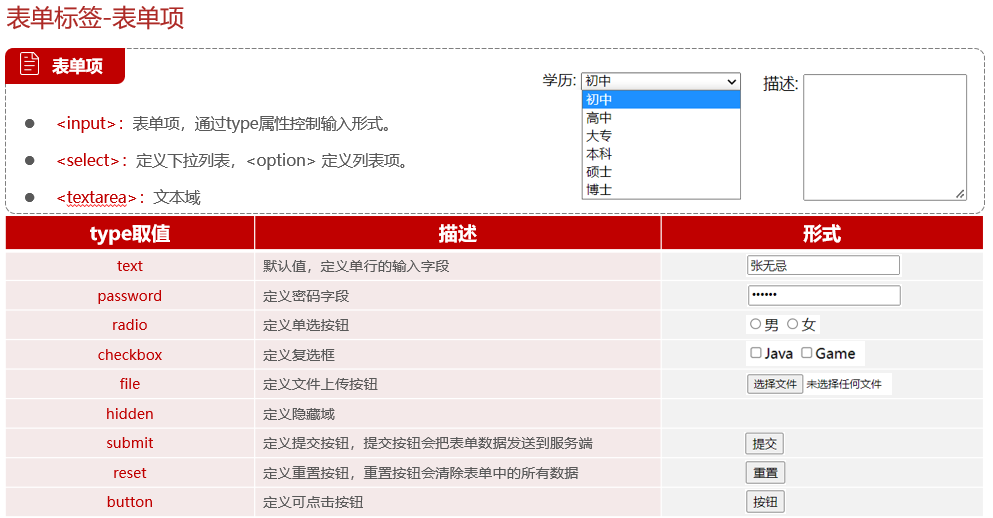 表单标签-表单项
表单项
<input>：表单项，通过type属性控制输入形式。
<select>：定义下拉列表，<option> 定义列表项。
<textarea>：文本域
学历: 初中
初中
高中
大专
本科
硕士
博士
描述:
type取值 描述 形式
text 默认值，定义单行的输入字段 张无忌
password 定义密码字段 ••••••
radio 定义单选按钮 男 女
checkbox 定义复选框 Java Game
file 定义文件上传按钮 选择文件 未选择任何文件
hidden 定义隐藏域
submit 定义提交按钮，提交按钮会把表单数据发送到服务端 提交
reset 定义重置按钮，重置按钮会清除表单中的所有数据 重置
button 定义可点击按钮 按钮